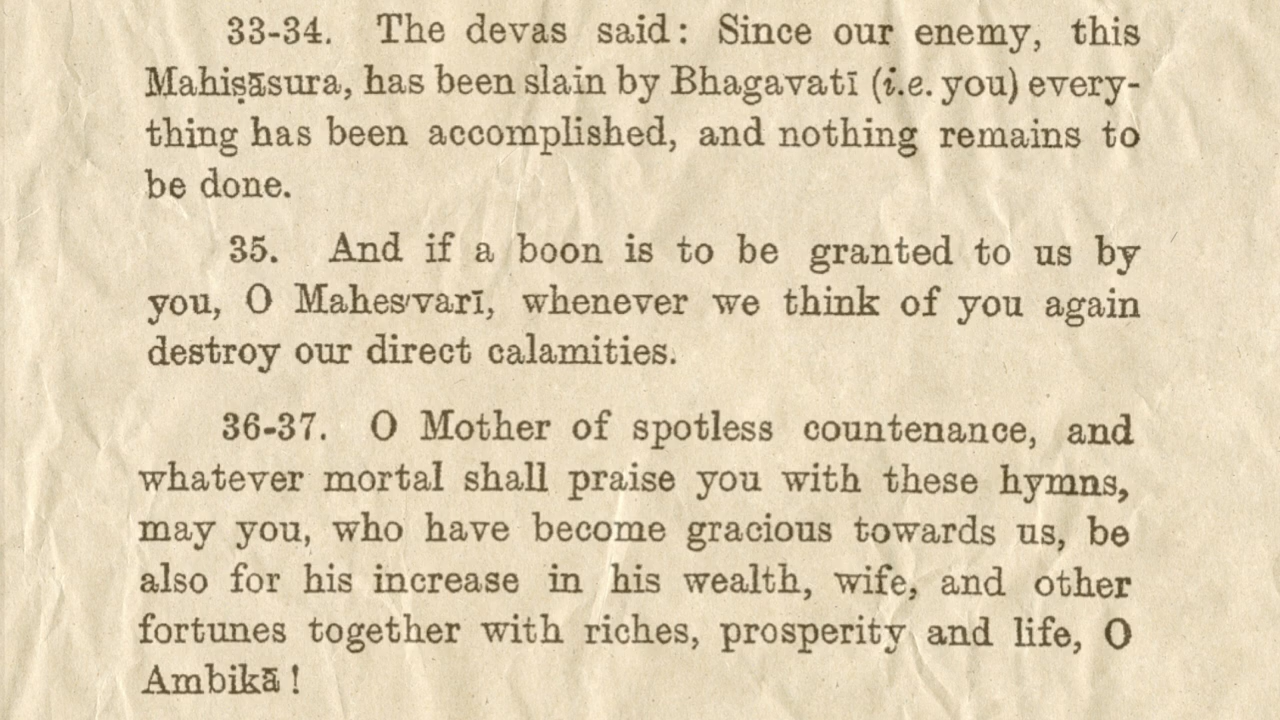 33-34. The devas said: Since our enemy, this
Mahiṣāsura, has been slain by Bhagavatī (i.e. you) every-
thing has been accomplished, and nothing remains to
be done.
35. And if a boon is to be granted to us by
you, O Mahes'varī, whenever we think of you again
destroy our direct calamities.
36-37. O Mother of spotless countenance, and
whatever mortal shall praise you with these hymns,
may you, who have become gracious towards us, be
also for his increase in his wealth, wife, and other
fortunes together with riches, prosperity and life, O
Ambikā !